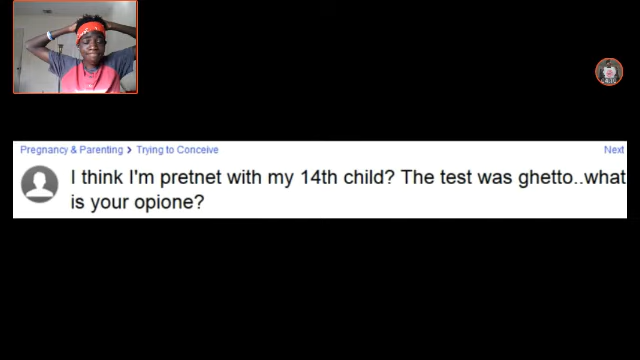 Pregnancy & Parenting > Trying to Conceive Next
I think I'm pretnet with my 14th child? The test was ghetto..what
is your opione?